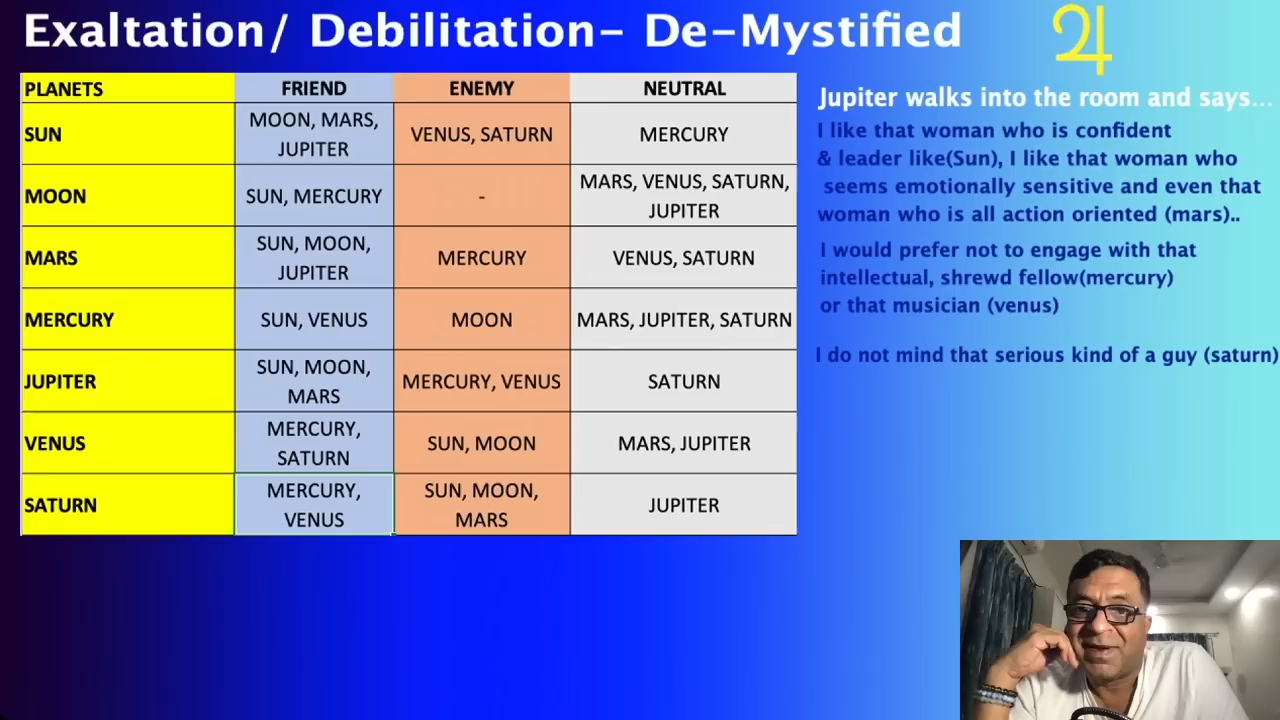 Exaltation/ Debilitation- De-Mystified
PLANETS FRIEND ENEMY NEUTRAL
SUN MOON, MARS, JUPITER VENUS, SATURN MERCURY
MOON SUN, MERCURY - MARS, VENUS, SATURN, JUPITER
MARS SUN, MOON, JUPITER MERCURY VENUS, SATURN
MERCURY SUN, VENUS MOON MARS, JUPITER, SATURN
JUPITER SUN, MOON, MARS MERCURY, VENUS SATURN
VENUS MERCURY, SATURN SUN, MOON MARS, JUPITER
SATURN MERCURY, VENUS SUN, MOON, MARS JUPITER
Jupiter walks into the room and says...
I like that woman who is confident
& leader like(Sun), I like that woman who
seems emotionally sensitive and even that
woman who is all action oriented (mars)..
I would prefer not to engage with that
intellectual, shrewd fellow(mercury)
or that musician (venus)
I do not mind that serious kind of a guy (saturn)